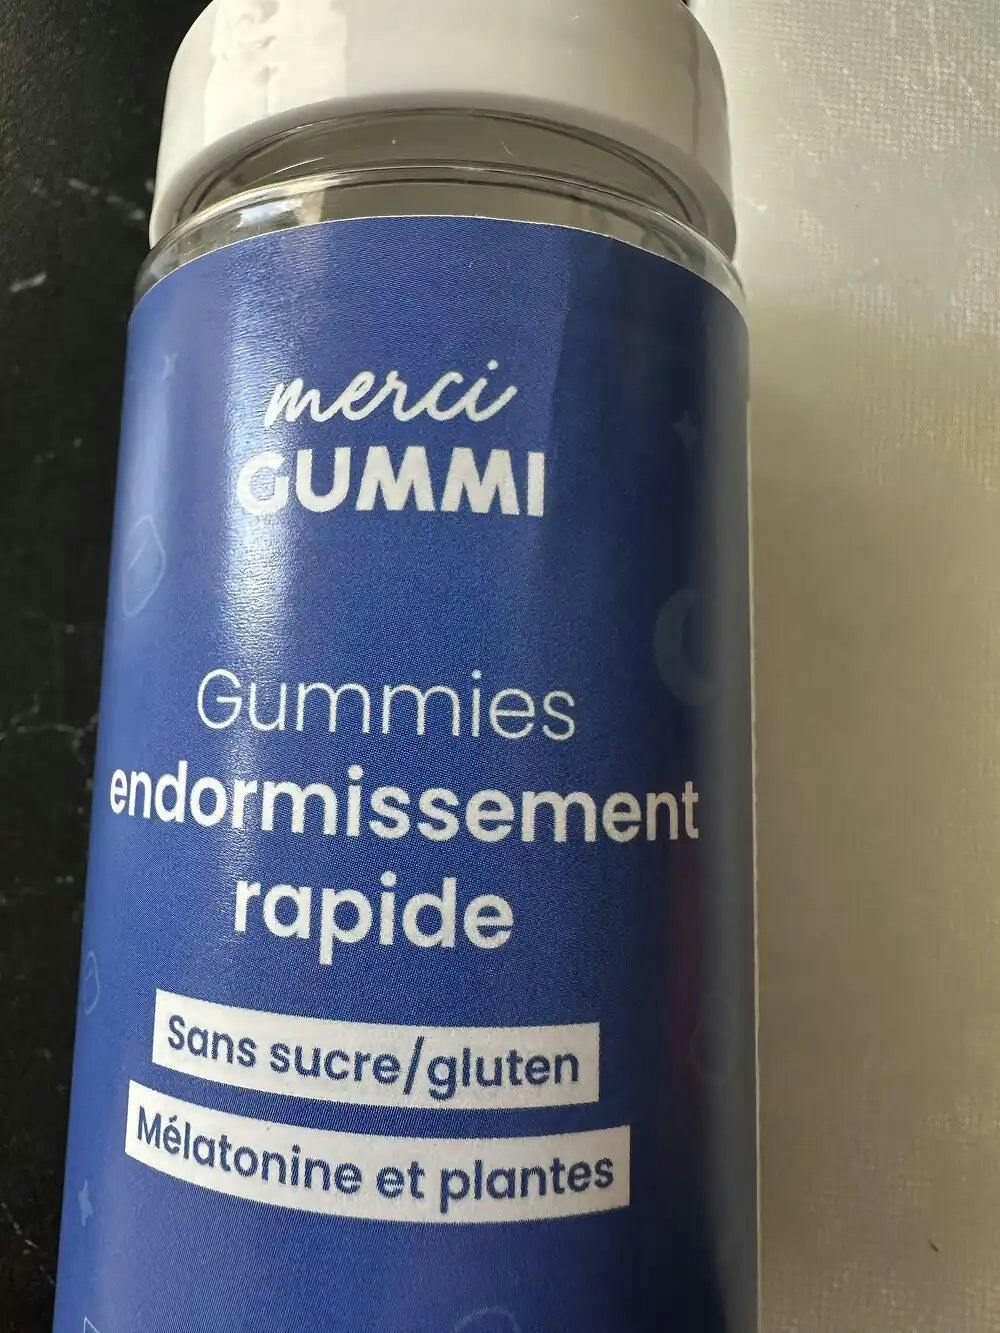 merci
GUMMI
Gummies
endormissement
rapide
Sans sucre/gluten
Mélatonine et plantes